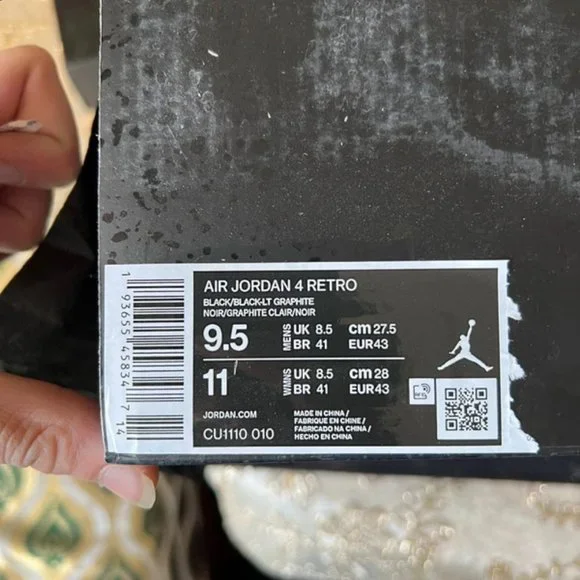 AIR JORDAN 4 RETRO
BLACK/BLACK-LT GRAPHITE
NOIR/GRAPHITE CLAIR/NOIR
9.5 MENS UK 8.5 cm 27.5
BR 41 EUR43
11 WMNS UK 8.5 cm 28
BR 41 EUR43
JORDAN.COM
CU1110 010
MADE IN CHINA /
FABRIQUE EN CHINE /
FABRICADO NA CHINA /
HECHO EN CHINA
1 93655 45834 7 14